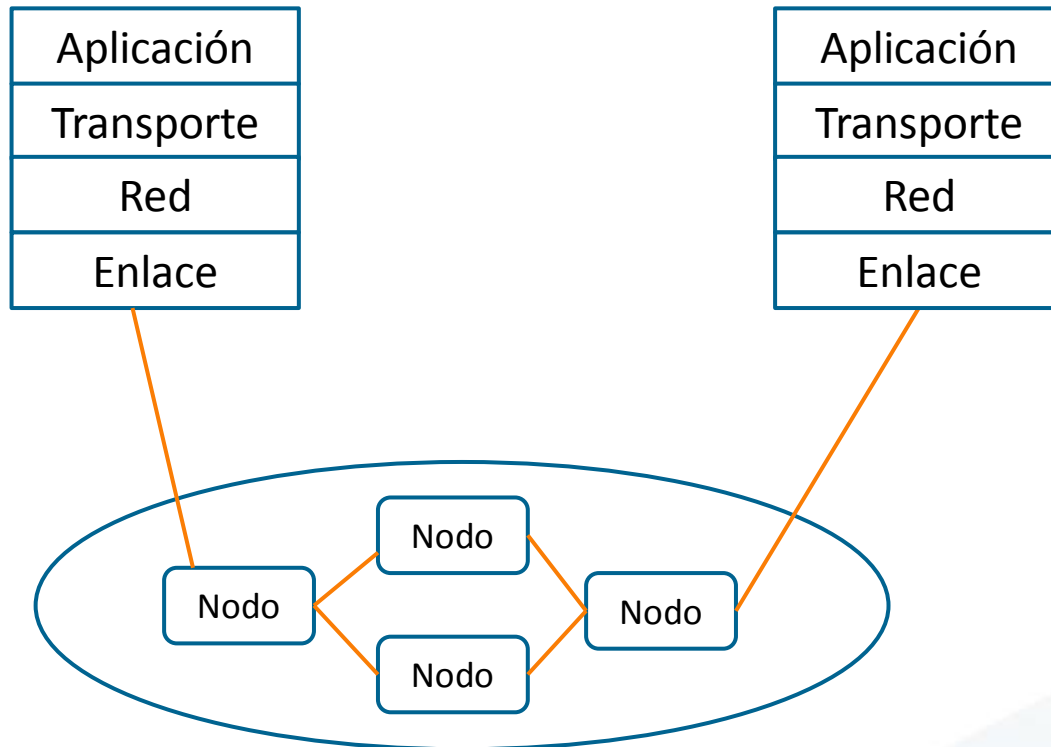 Aplicación
Transporte
Red
Enlace
Aplicación
Transporte
Red
Enlace
Nodo
Nodo
Nodo
Nodo